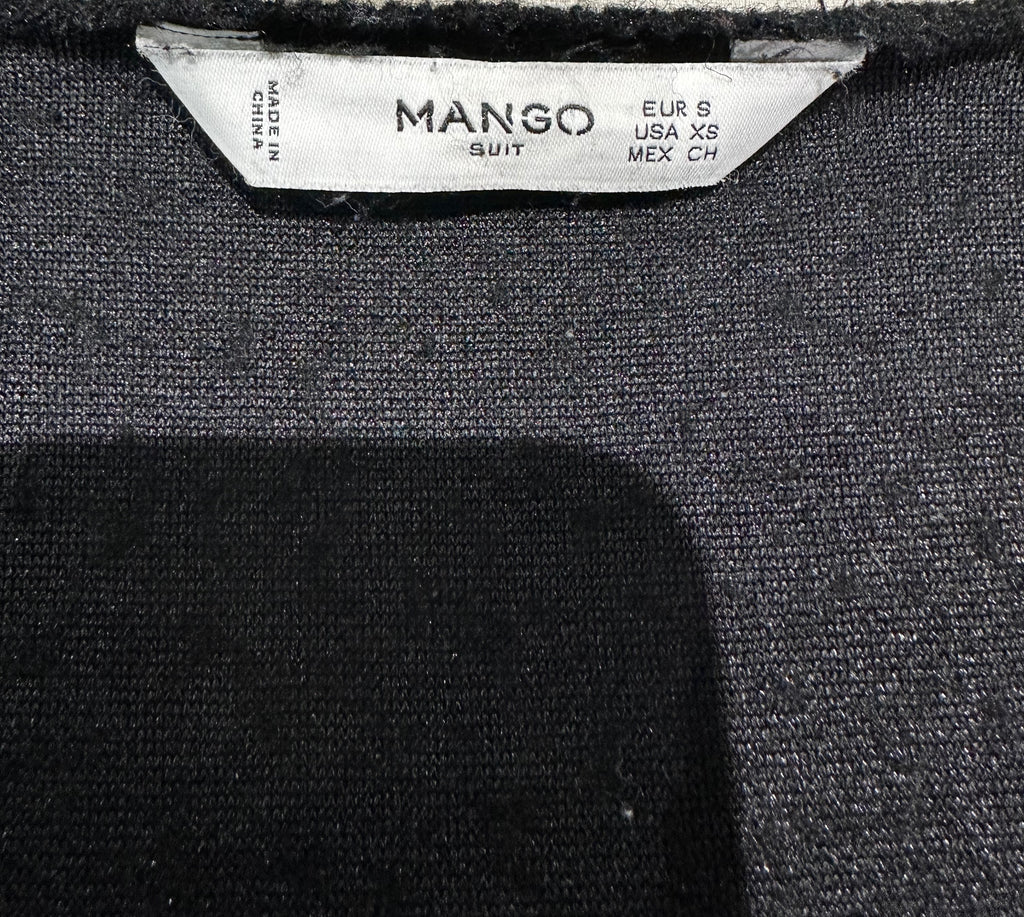 MADE IN
CHINA
MANGO
SUIT
EUR S
USA XS
MEX CH